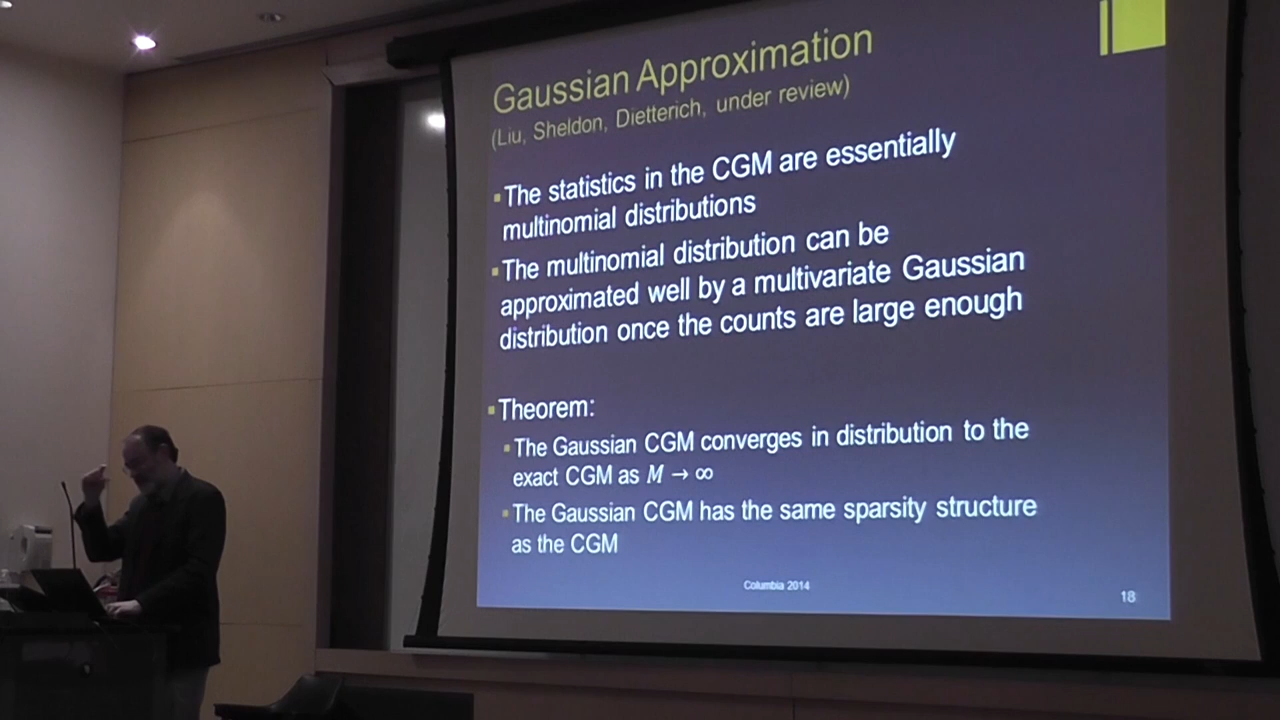 Gaussian Approximation
(Liu, Sheldon, Dietterich, under review)
▪The statistics in the CGM are essentially
multinomial distributions
▪The multinomial distribution can be
approximated well by a multivariate Gaussian
distribution once the counts are large enough
▪Theorem:
▪The Gaussian CGM converges in distribution to the
exact CGM as M → ∞
▪The Gaussian CGM has the same sparsity structure
as the CGM
Columbia 2014
18